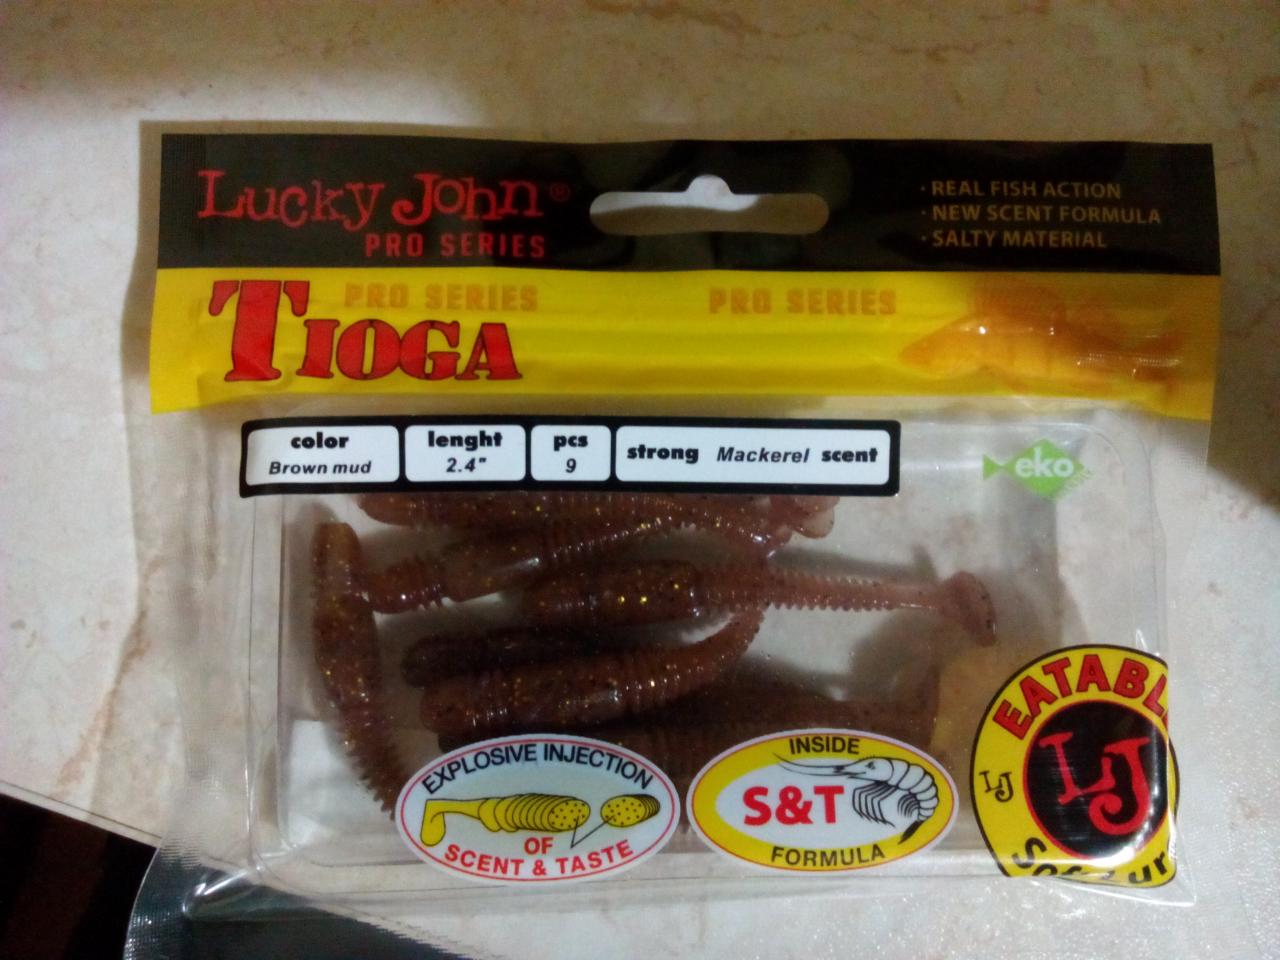 Lucky John®
PRO SERIES
· REAL FISH ACTION
· NEW SCENT FORMULA
· SALTY MATERIAL
PRO SERIES
PRO SERIES
TIOGA
color
Brown mud
lenght
2.4"
pcs
9
strong Mackerel scent
eko
EXPLOSIVE INJECTION
OF
SCENT & TASTE
INSIDE
S&T
FORMULA
LJ
LJ